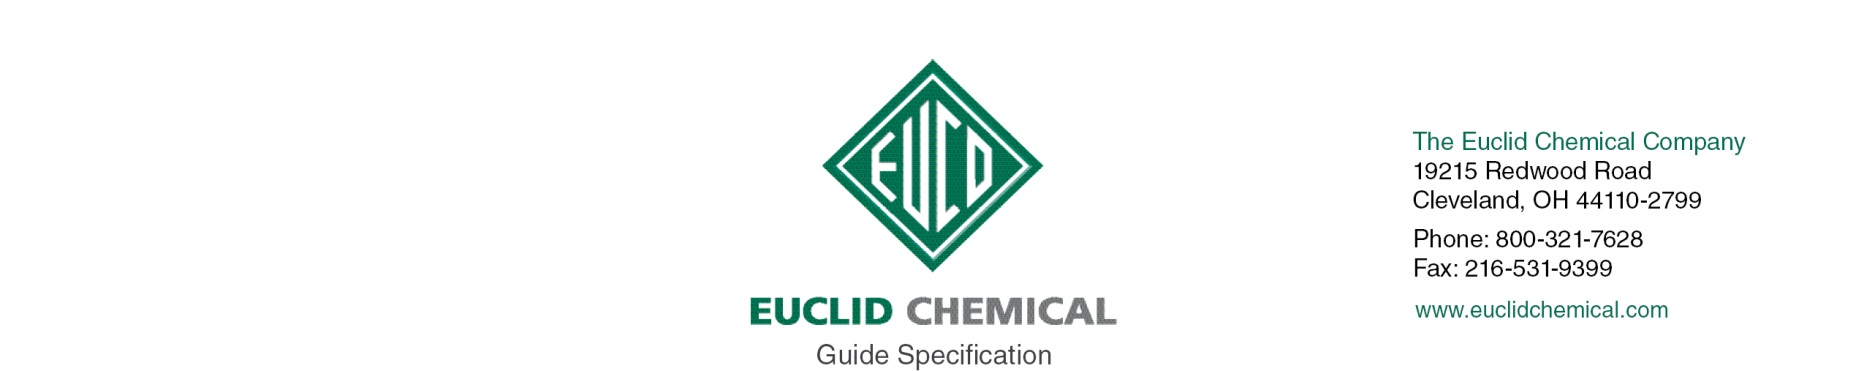 EUCO
EUCLID CHEMICAL
Guide Specification
The Euclid Chemical Company
19215 Redwood Road
Cleveland, OH 44110-2799
Phone: 800-321-7628
Fax: 216-531-9399
www.euclidchemical.com